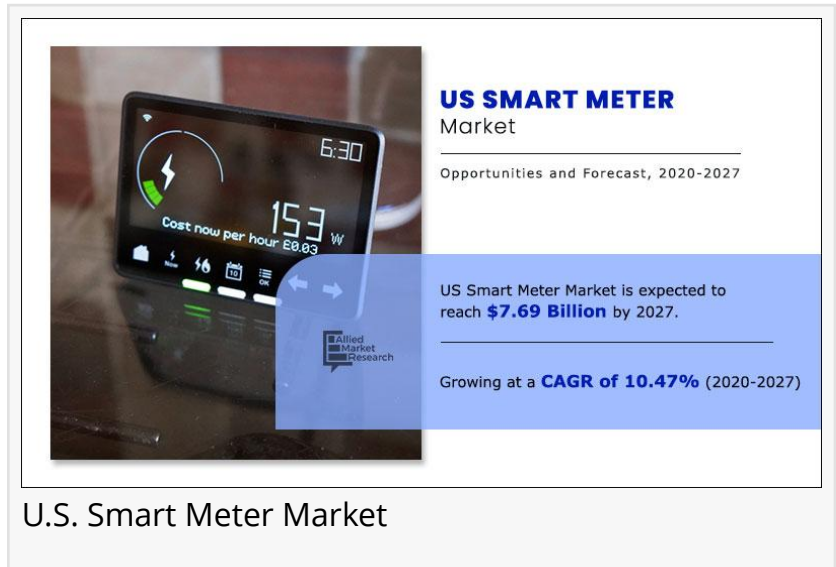 6:30
153 W
Cost now per hour £0.03
Now
10
OK
Allied
Market
Research
US SMART METER
Market
Opportunities and Forecast, 2020-2027
US Smart Meter Market is expected to
reach $7.69 Billion by 2027.
Growing at a CAGR of 10.47% (2020-2027)
U.S. Smart Meter Market